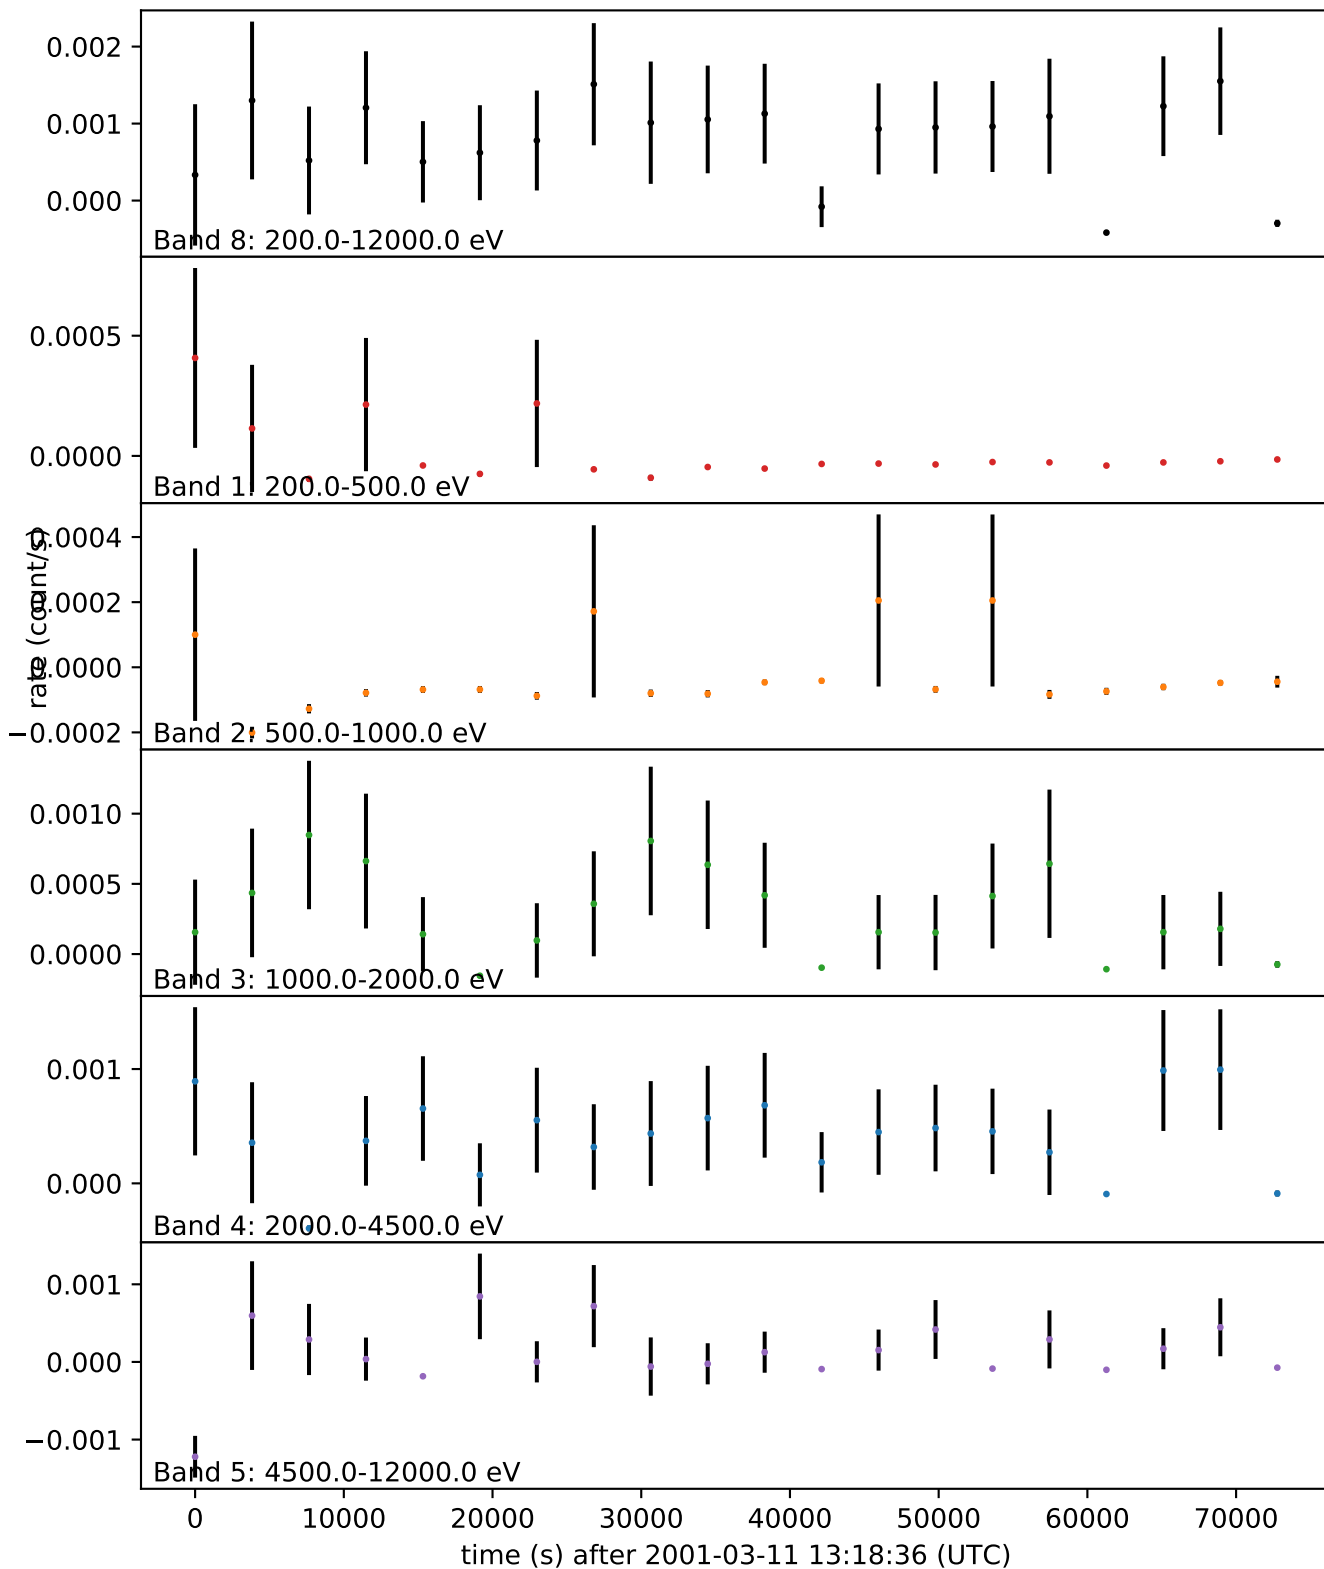 0.002
0.001
0.000
Band 8: 200.0-12000.0 eV
0.0005
0.0000
Band 1: 200.0-500.0 eV
rate (count/s)
0.0004
0.0002
0.0000
−0.0002
Band 2: 500.0-1000.0 eV
0.0010
0.0005
0.0000
Band 3: 1000.0-2000.0 eV
0.001
0.000
Band 4: 2000.0-4500.0 eV
0.001
0.000
−0.001
Band 5: 4500.0-12000.0 eV
0 10000 20000 30000 40000 50000 60000 70000
time (s) after 2001-03-11 13:18:36 (UTC)